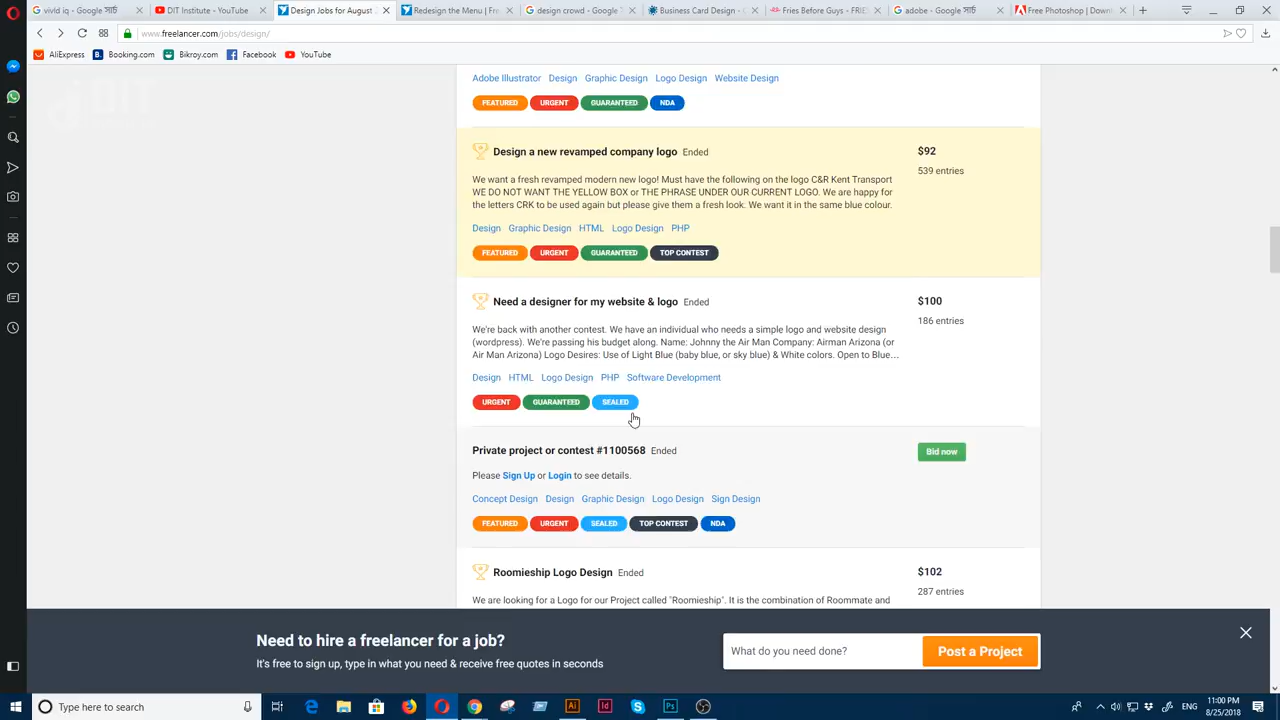 vivid iq - Google সার্চ
DIT Institute - YouTube
Design Jobs for August
Redesign the Menu | Fre
design crowd - Google স
Business Card Design - C
Fries Before Guys - FRIE
adobe - Google সার্চ
Free Photoshop | Down
www.freelancer.com/jobs/design/
AliExpress
Booking.com
Bikroy.com
Facebook
YouTube
Adobe Illustrator Design Graphic Design Logo Design Website Design
FEATURED URGENT GUARANTEED NDA
Design a new revamped company logo Ended
$92
539 entries
We want a fresh revamped modern new logo! Must have the following on the logo C&R Kent Transport
WE DO NOT WANT THE YELLOW BOX or THE PHRASE UNDER OUR CURRENT LOGO. We are happy for
the letters CRK to be used again but please give them a fresh look. We want it in the same blue colour.
Design Graphic Design HTML Logo Design PHP
FEATURED URGENT GUARANTEED TOP CONTEST
Need a designer for my website & logo Ended
$100
186 entries
We're back with another contest. We have an individual who needs a simple logo and website design
(wordpress). We're passing his budget along. Name: Johnny the Air Man Company: Airman Arizona (or
Air Man Arizona) Logo Desires: Use of Light Blue (baby blue, or sky blue) & White colors. Open to Blue...
Design HTML Logo Design PHP Software Development
URGENT GUARANTEED SEALED
Private project or contest #1100568 Ended
Bid now
Please Sign Up or Login to see details.
Concept Design Design Graphic Design Logo Design Sign Design
FEATURED URGENT SEALED TOP CONTEST NDA
Roomieship Logo Design Ended
$102
287 entries
We are looking for a Logo for our Project called "Roomieship". It is the combination of Roommate and
Need to hire a freelancer for a job?
It's free to sign up, type in what you need & receive free quotes in seconds
What do you need done?
Post a Project
Type here to search
ENG
11:00 PM
8/25/2018